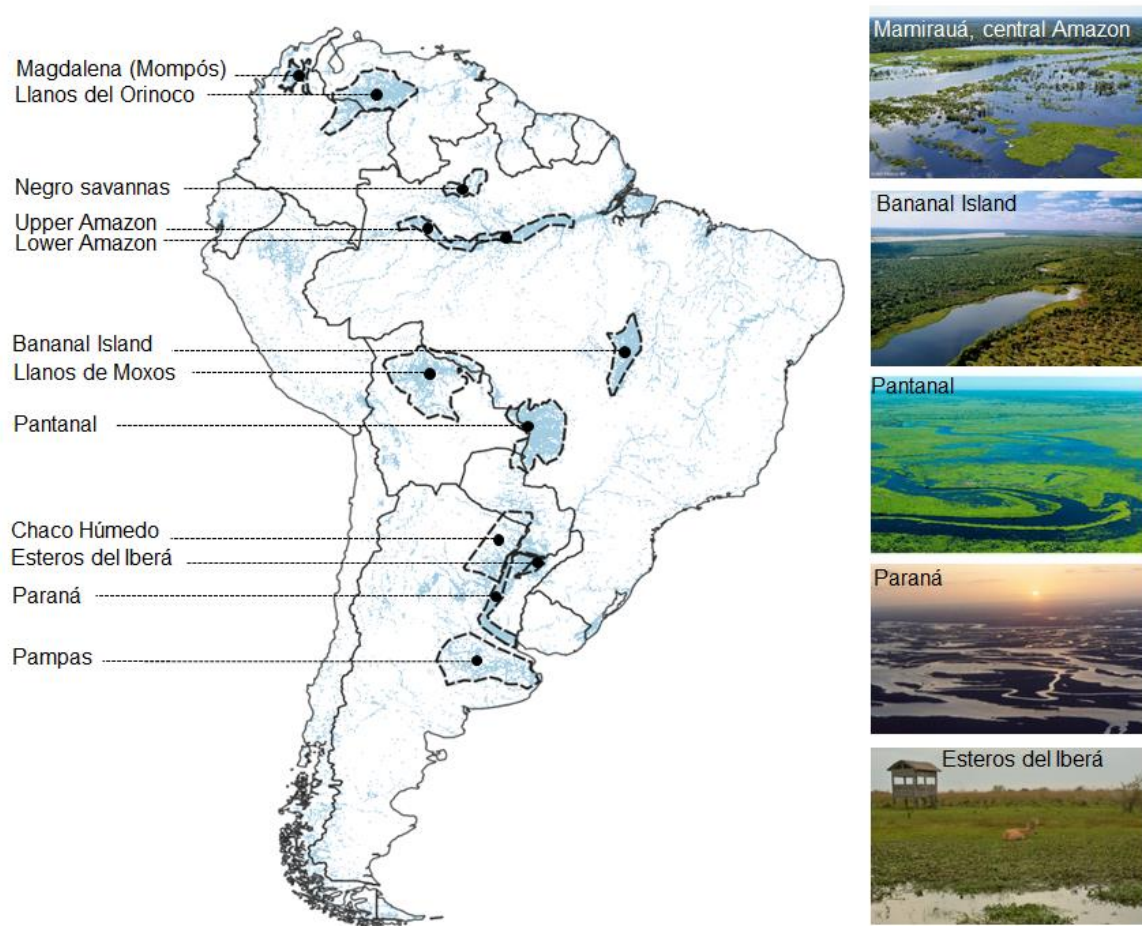 Magdalena (Mompós)
Llanos del Orinoco
Negro savannas
Upper Amazon
Lower Amazon
Bananal Island
Llanos de Moxos
Pantanal
Chaco Húmedo
Esteros del Iberá
Paraná
Pampas
Mamirauá, central Amazon
Bananal Island
Pantanal
Paraná
Esteros del Iberá